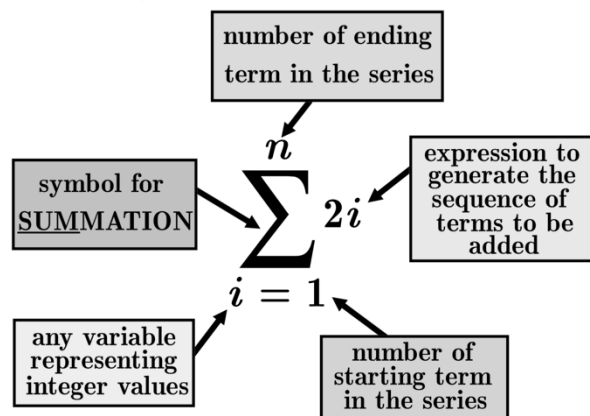 number of ending
term in the series
n
symbol for
SUMMATION
∑ 2i
expression to
generate the
sequence of
terms to be
added
i = 1
any variable
representing
integer values
number of
starting term
in the series